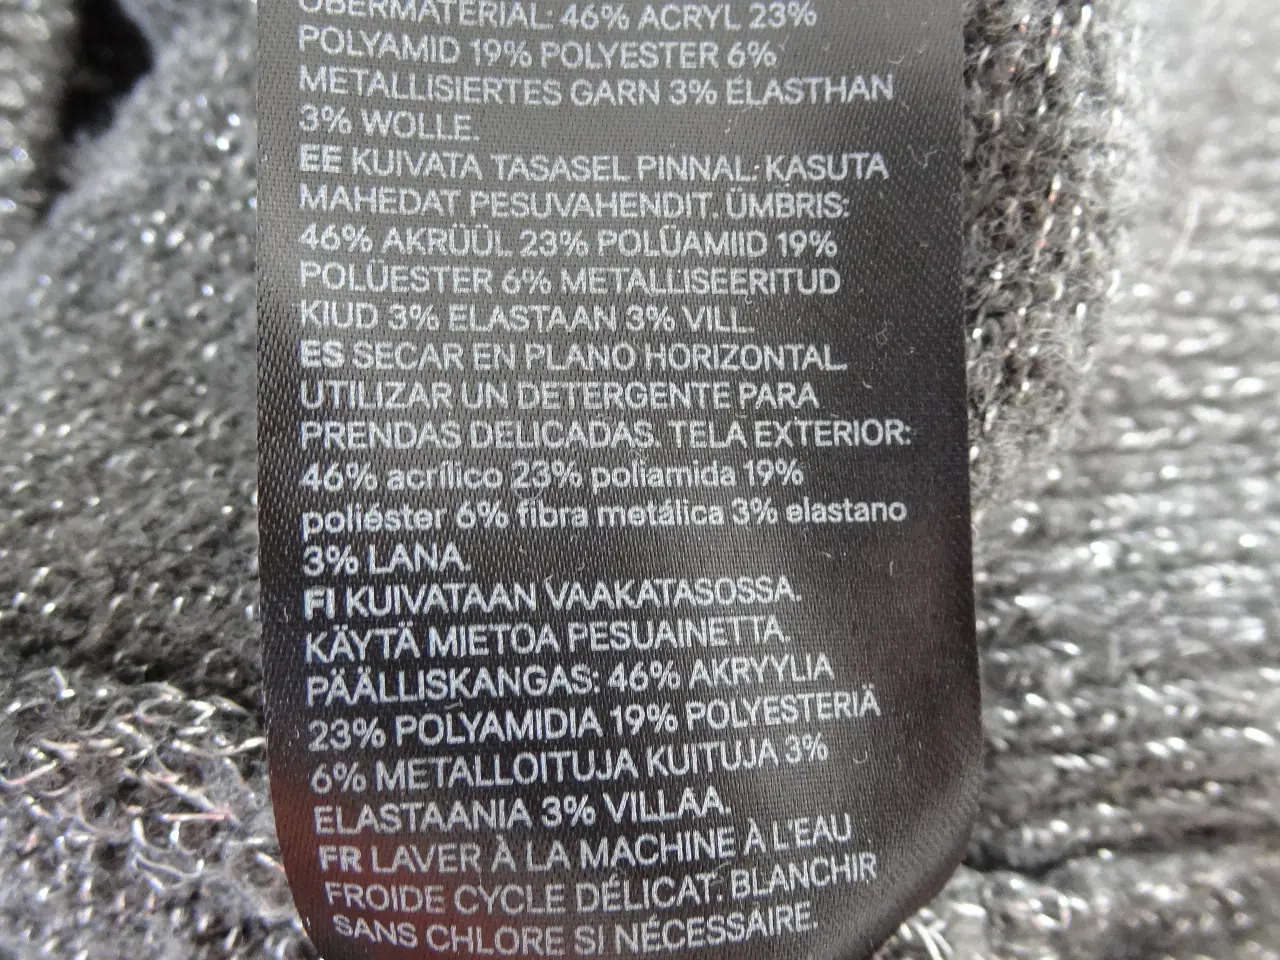 OBERMATERIAL: 46% ACRYL 23%
POLYAMID 19% POLYESTER 6%
METALLISIERTES GARN 3% ELASTHAN
3% WOLLE.
EE KUIVATA TASASEL PINNAL. KASUTA
MAHEDAT PESUVAHENDIT. ÜMBRIS:
46% AKRÜÜL 23% POLÜAMIID 19%
POLÜESTER 6% METALLISEERITUD
KIUD 3% ELASTAAN 3% VILL.
ES SECAR EN PLANO HORIZONTAL.
UTILIZAR UN DETERGENTE PARA
PRENDAS DELICADAS. TELA EXTERIOR:
46% acrílico 23% poliamida 19%
poliéster 6% fibra metálica 3% elastano
3% LANA.
FI KUIVATAAN VAAKATASOSSA.
KÄYTÄ MIETOA PESUAINETTA.
PÄÄLLISKANGAS: 46% AKRYYLIA
23% POLYAMIDIA 19% POLYESTERIÄ
6% METALLOITUJA KUITUJA 3%
ELASTAANIA 3% VILLAA.
FR LAVER À LA MACHINE À L'EAU
FROIDE CYCLE DÉLICAT. BLANCHIR
SANS CHLORE SI NÉCESSAIRE.